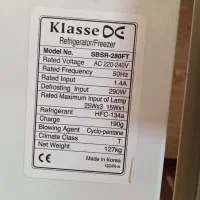 Klasse
Refrigerator/Freezer
Model No. SBSR-280FT
Rated Voltage AC 220-240V
Rated Frequency 50Hz
Rated Input 1.4A
Defrosting Input 290W
Rated Maximum Input of Lamp
25Wx3 15Wx1
Refrigerant HFC-134a
Charge 190g
Blowing Agent Cyclo-pentane
Climate Class T
Net Weight 127kg
Made in Korea